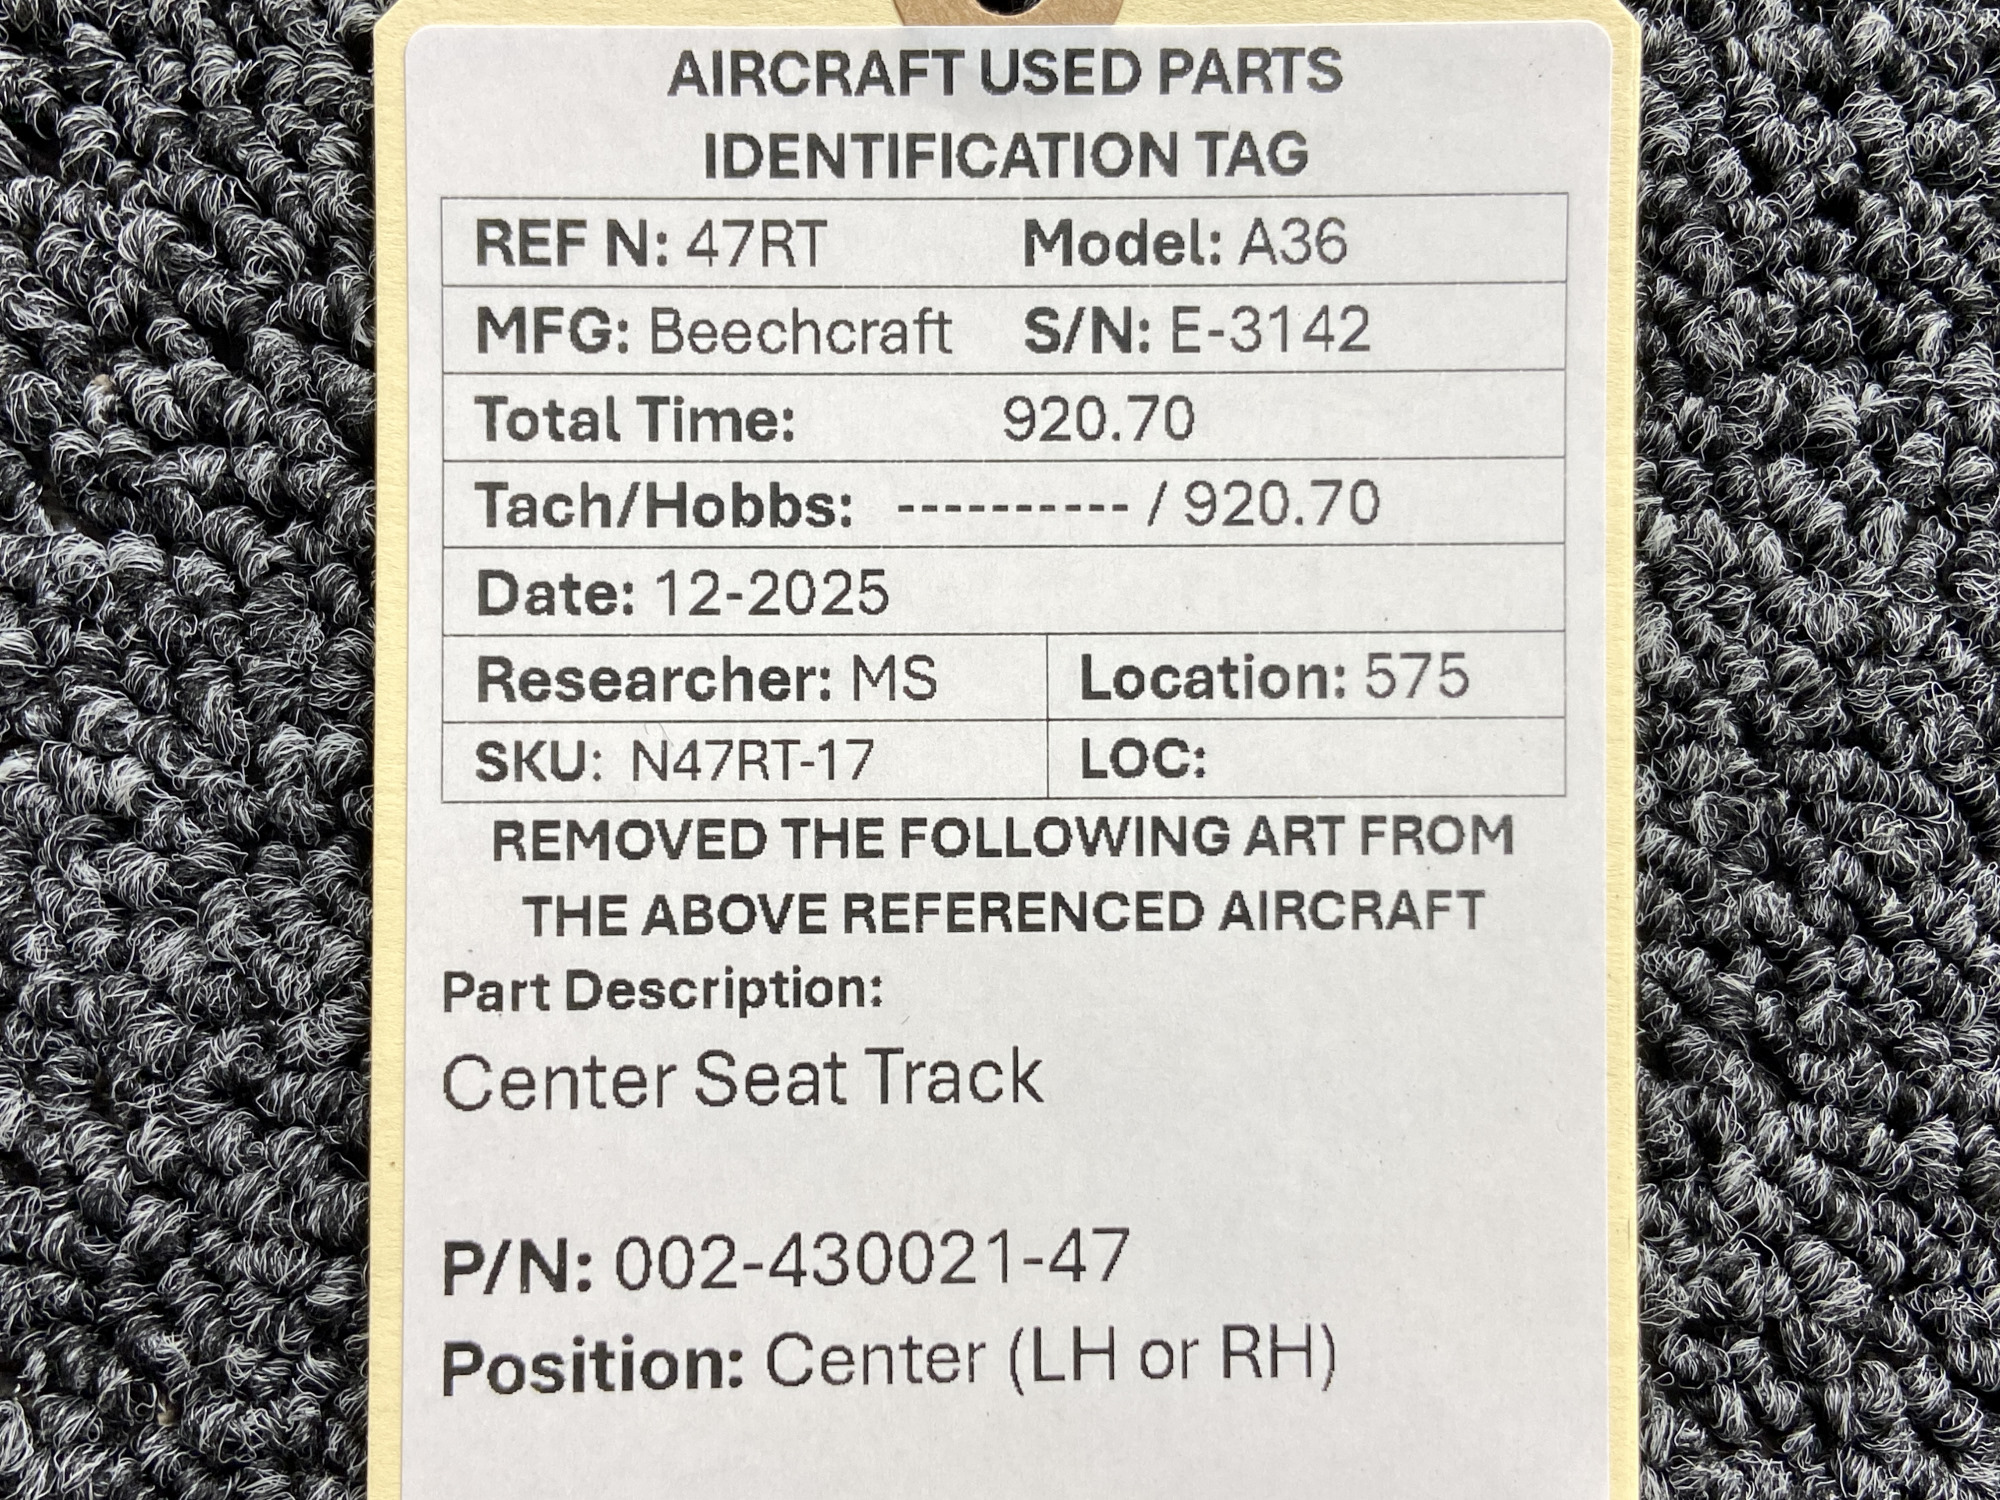 AIRCRAFT USED PARTS
IDENTIFICATION TAG
REF N: 47RT Model: A36
MFG: Beechcraft S/N: E-3142
Total Time: 920.70
Tach/Hobbs: ---------- / 920.70
Date: 12-2025
Researcher: MS Location: 575
SKU: N47RT-17 LOC:
REMOVED THE FOLLOWING ART FROM
THE ABOVE REFERENCED AIRCRAFT
Part Description:
Center Seat Track
P/N: 002-430021-47
Position: Center (LH or RH)